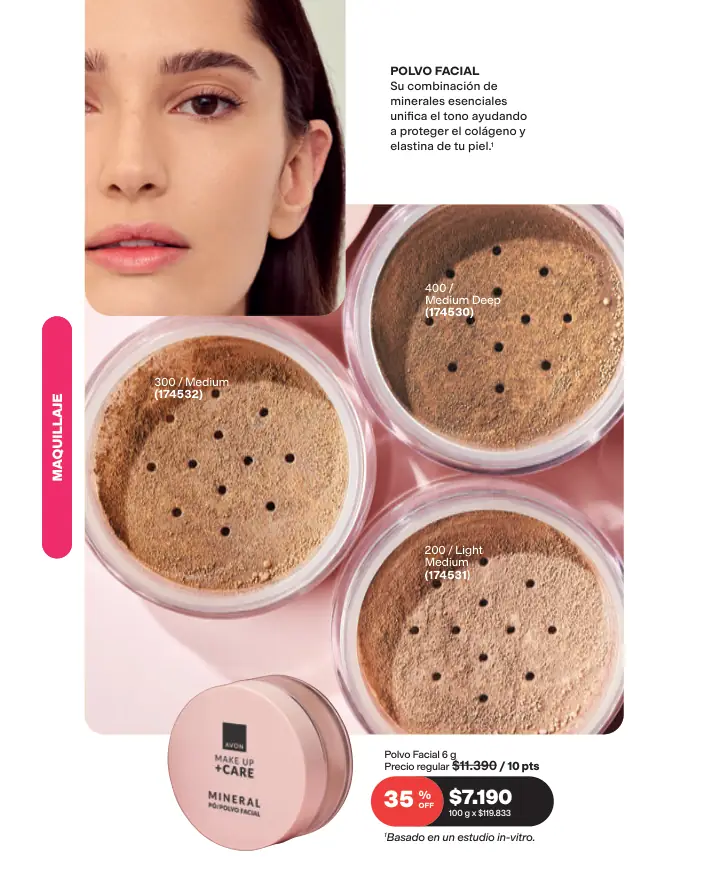 POLVO FACIAL
Su combinación de
minerales esenciales
unifica el tono ayudando
a proteger el colágeno y
elastina de tu piel.¹
400 /
Medium Deep
(174530)
300 / Medium
(174532)
MAQUILLAJE
200 / Light
Medium
(174531)
AVON
MAKE UP
+CARE
MINERAL
PÓ/POLVO FACIAL
Polvo Facial 6 g
Precio regular $11.390 / 10 pts
35 % OFF
$7.190
100 g x $119.833
¹Basado en un estudio in-vitro.